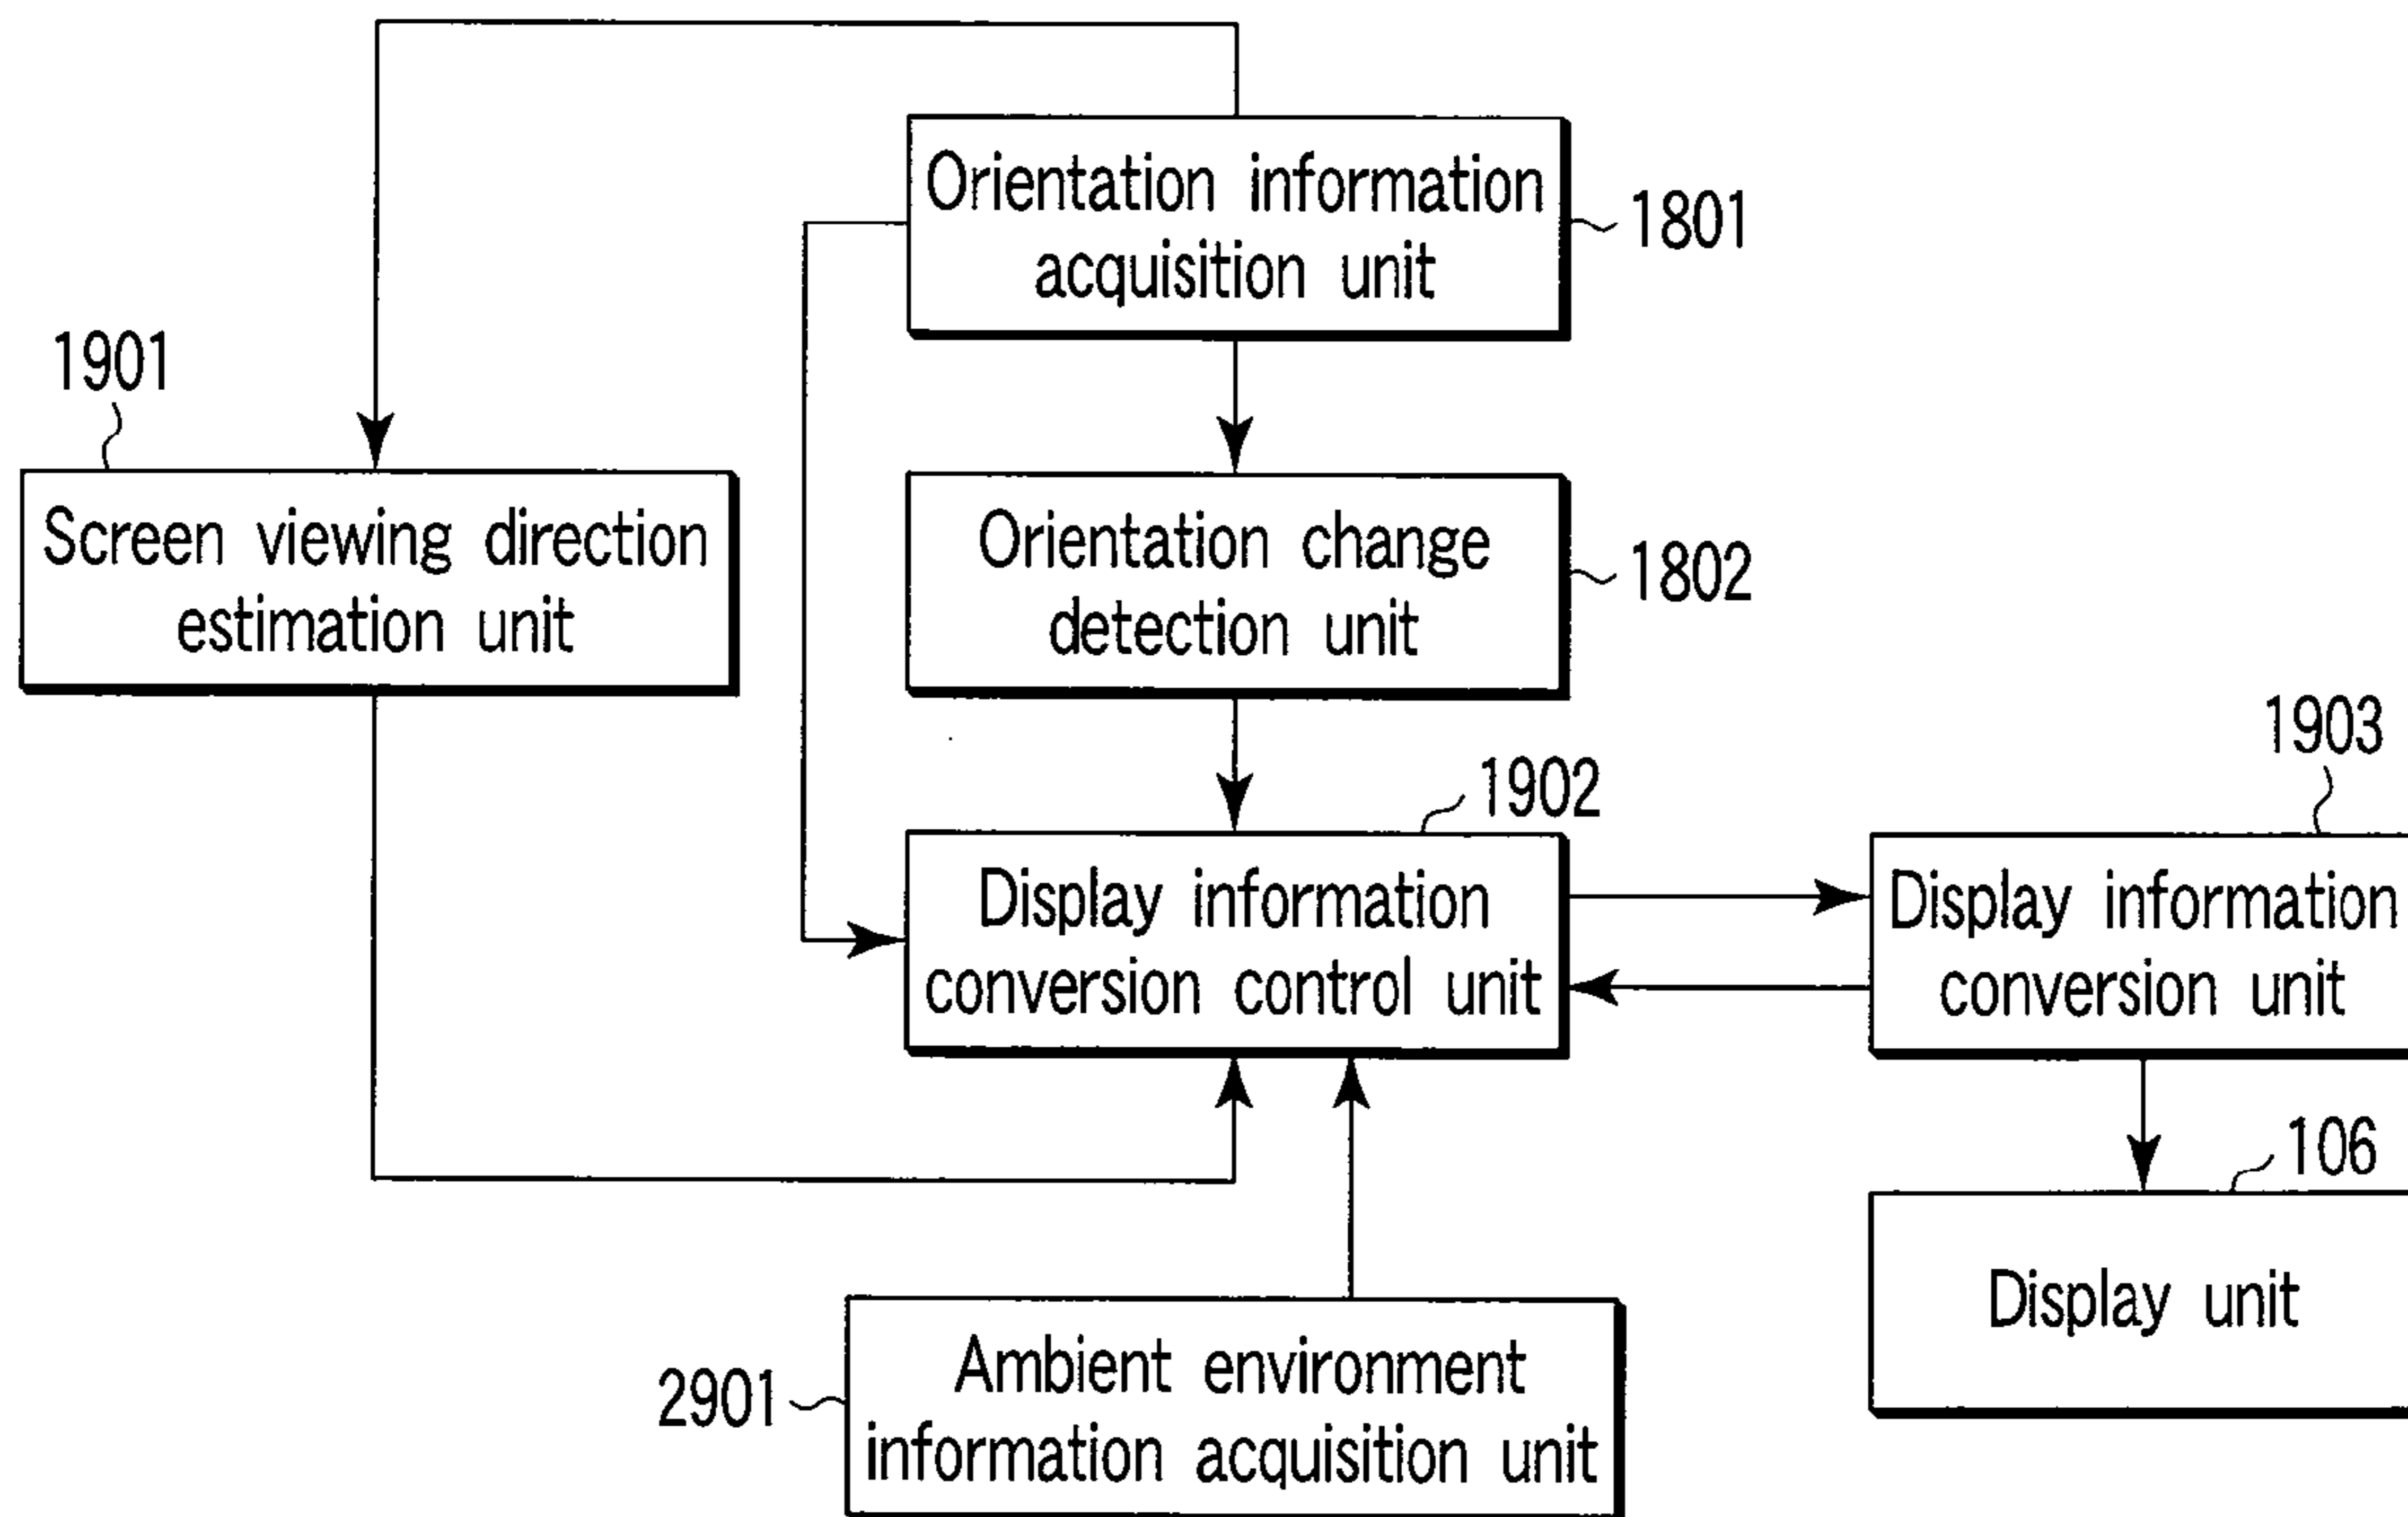 Orientation information
acquisition unit
1801
1901
Screen viewing direction
estimation unit
Orientation change
detection unit
1802
1902
Display information
conversion control unit
1903
Display information
conversion unit
106
Display unit
2901
Ambient environment
information acquisition unit